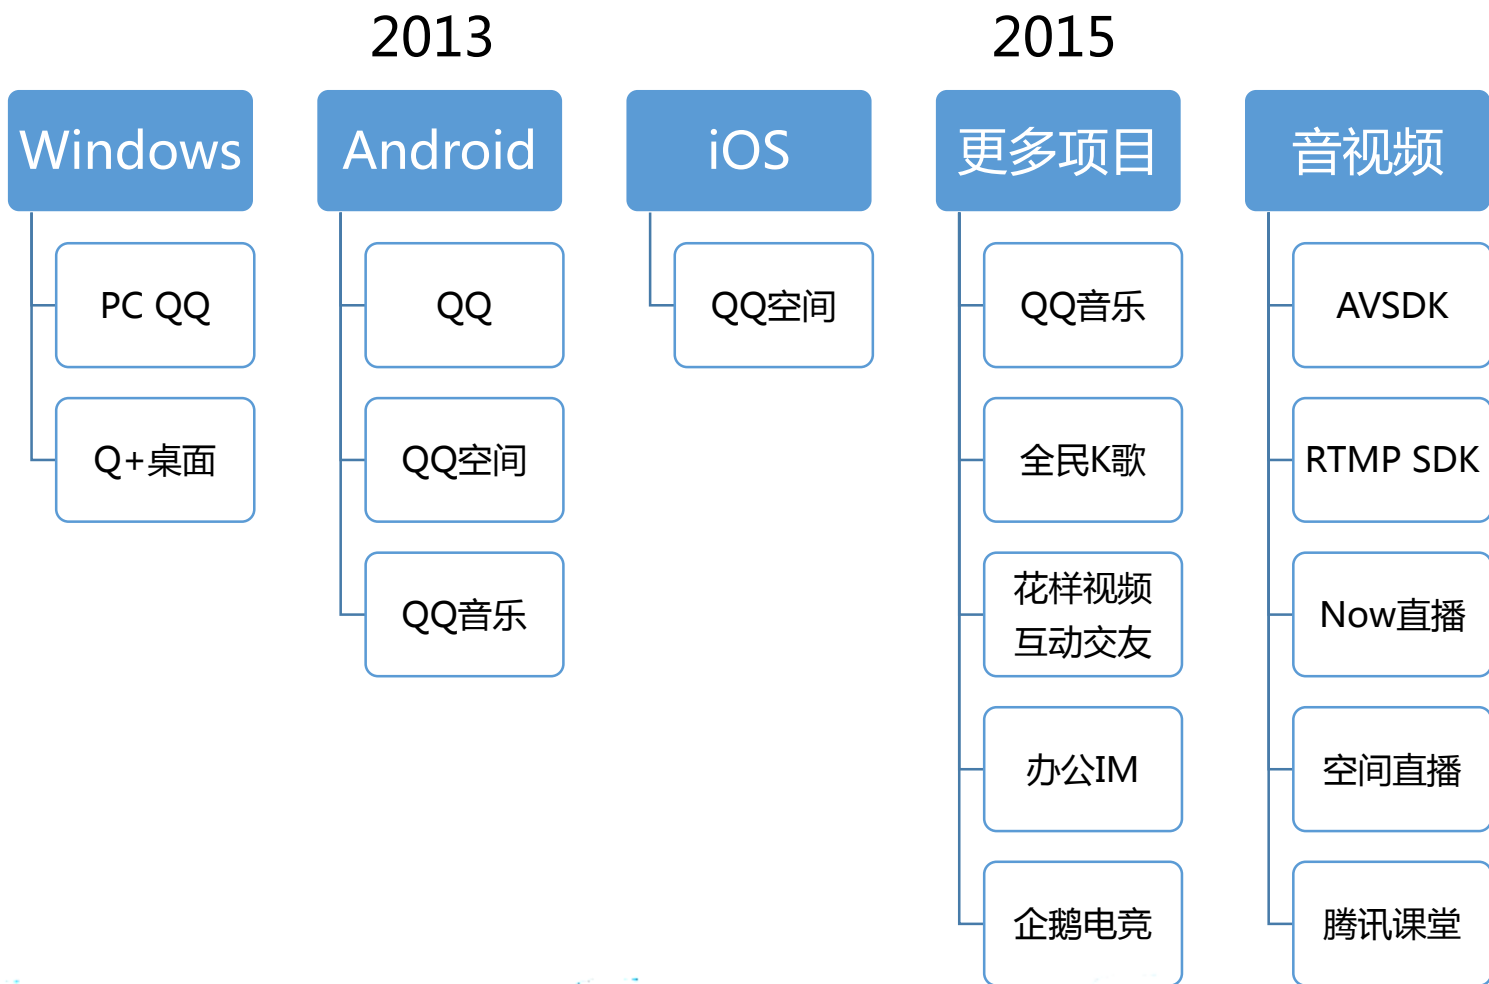 2013
2015
Windows
PC QQ
Q+桌面
Android
QQ
QQ空间
QQ音乐
iOS
QQ空间
更多项目
QQ音乐
全民K歌
花样视频
互动交友
办公IM
企鹅电竞
音视频
AVSDK
RTMP SDK
Now直播
空间直播
腾讯课堂